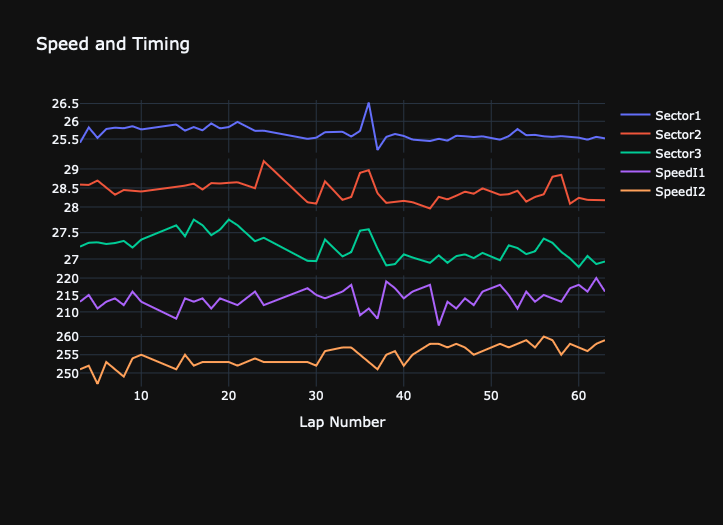 Speed and Timing
26.5
26
25.5
29
28.5
28
27.5
27
220
215
210
260
255
250
10 20 30 40 50 60
Lap Number
Sector1
Sector2
Sector3
SpeedI1
SpeedI2